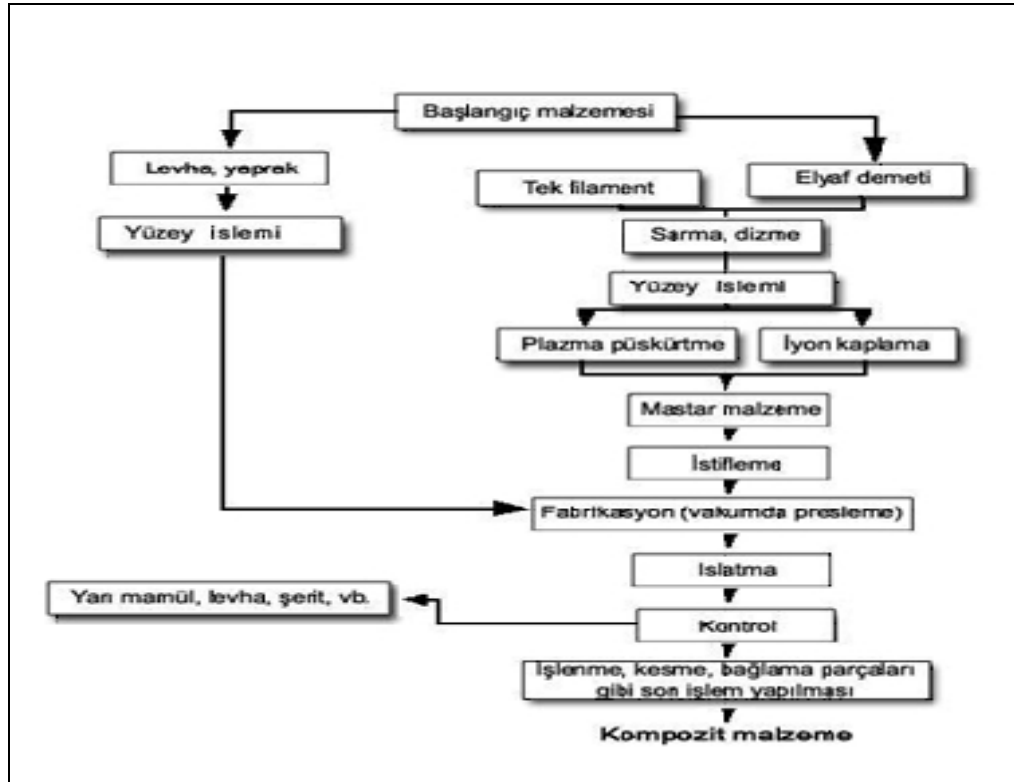 Başlangıç malzemesi
Levha, yaprak
Elyaf demeti
Tek filament
Yüzey islemi
Sarma, dizme
Yüzey islemi
Plazma püskürtme
İyon kaplama
Mastar malzeme
İstifleme
Fabrikasyon (vakumda presleme)
Islatma
Yarı mamül, levha, şerit, vb.
Kontrol
İşlenme, kesme, bağlama parçaları
gibi son işlem yapılması
Kompozit malzeme